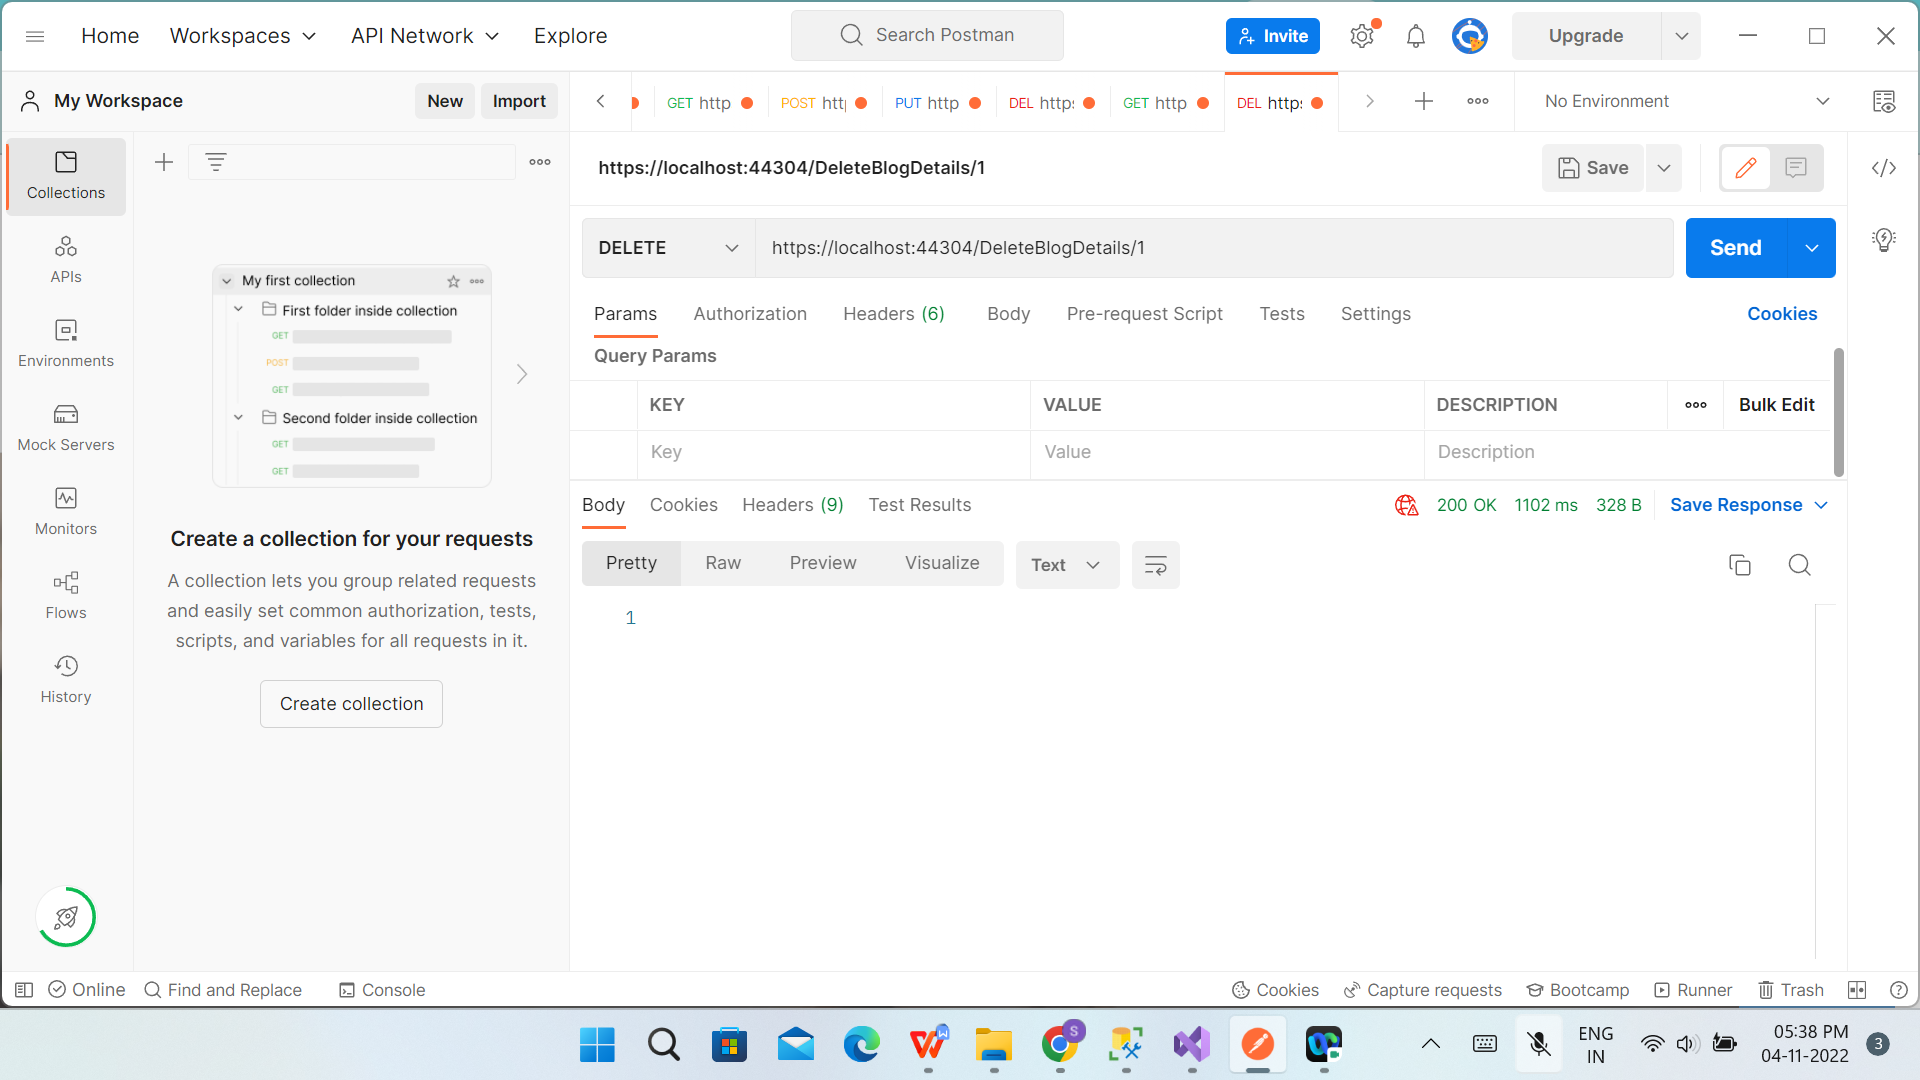 Home
Workspaces
API Network
Explore
Search Postman
Invite
Upgrade
My Workspace
New
Import
GET http
POST htt
PUT http
DEL http
GET http
DEL https
No Environment
Collections
APIs
Environments
Mock Servers
Monitors
Flows
History
My first collection
First folder inside collection
GET
POST
GET
Second folder inside collection
GET
GET
Create a collection for your requests
A collection lets you group related requests
and easily set common authorization, tests,
scripts, and variables for all requests in it.
Create collection
https://localhost:44304/DeleteBlogDetails/1
Save
DELETE
https://localhost:44304/DeleteBlogDetails/1
Send
Params
Authorization
Headers (6)
Body
Pre-request Script
Tests
Settings
Cookies
Query Params
KEY
VALUE
DESCRIPTION
Bulk Edit
Key
Value
Description
Body
Cookies
Headers (9)
Test Results
200 OK
1102 ms
328 B
Save Response
Pretty
Raw
Preview
Visualize
Text
1
Online
Find and Replace
Console
Cookies
Capture requests
Bootcamp
Runner
Trash
S
ENG
IN
05:38 PM
04-11-2022
3